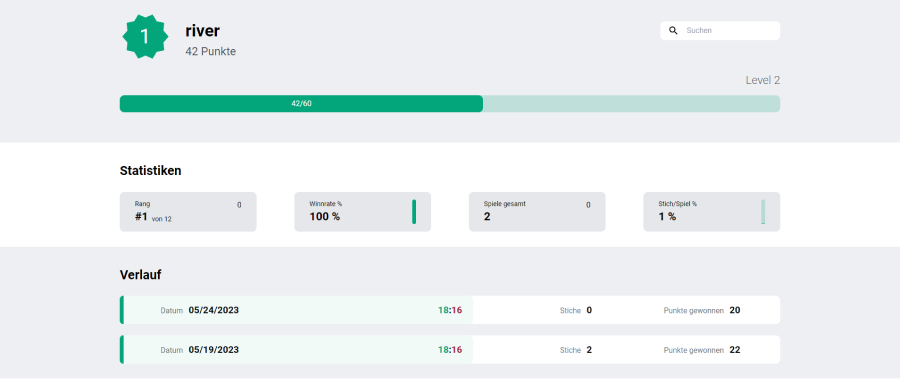 1
river
42 Punkte
Suchen
Level 2
42/60
Statistiken
Rang 0
#1 von 12
Winnrate %
100 %
Spiele gesamt 0
2
Stich/Spiel %
1 %
Verlauf
Datum 05/24/2023 18:16 Stiche 0 Punkte gewonnen 20
Datum 05/19/2023 18:16 Stiche 2 Punkte gewonnen 22